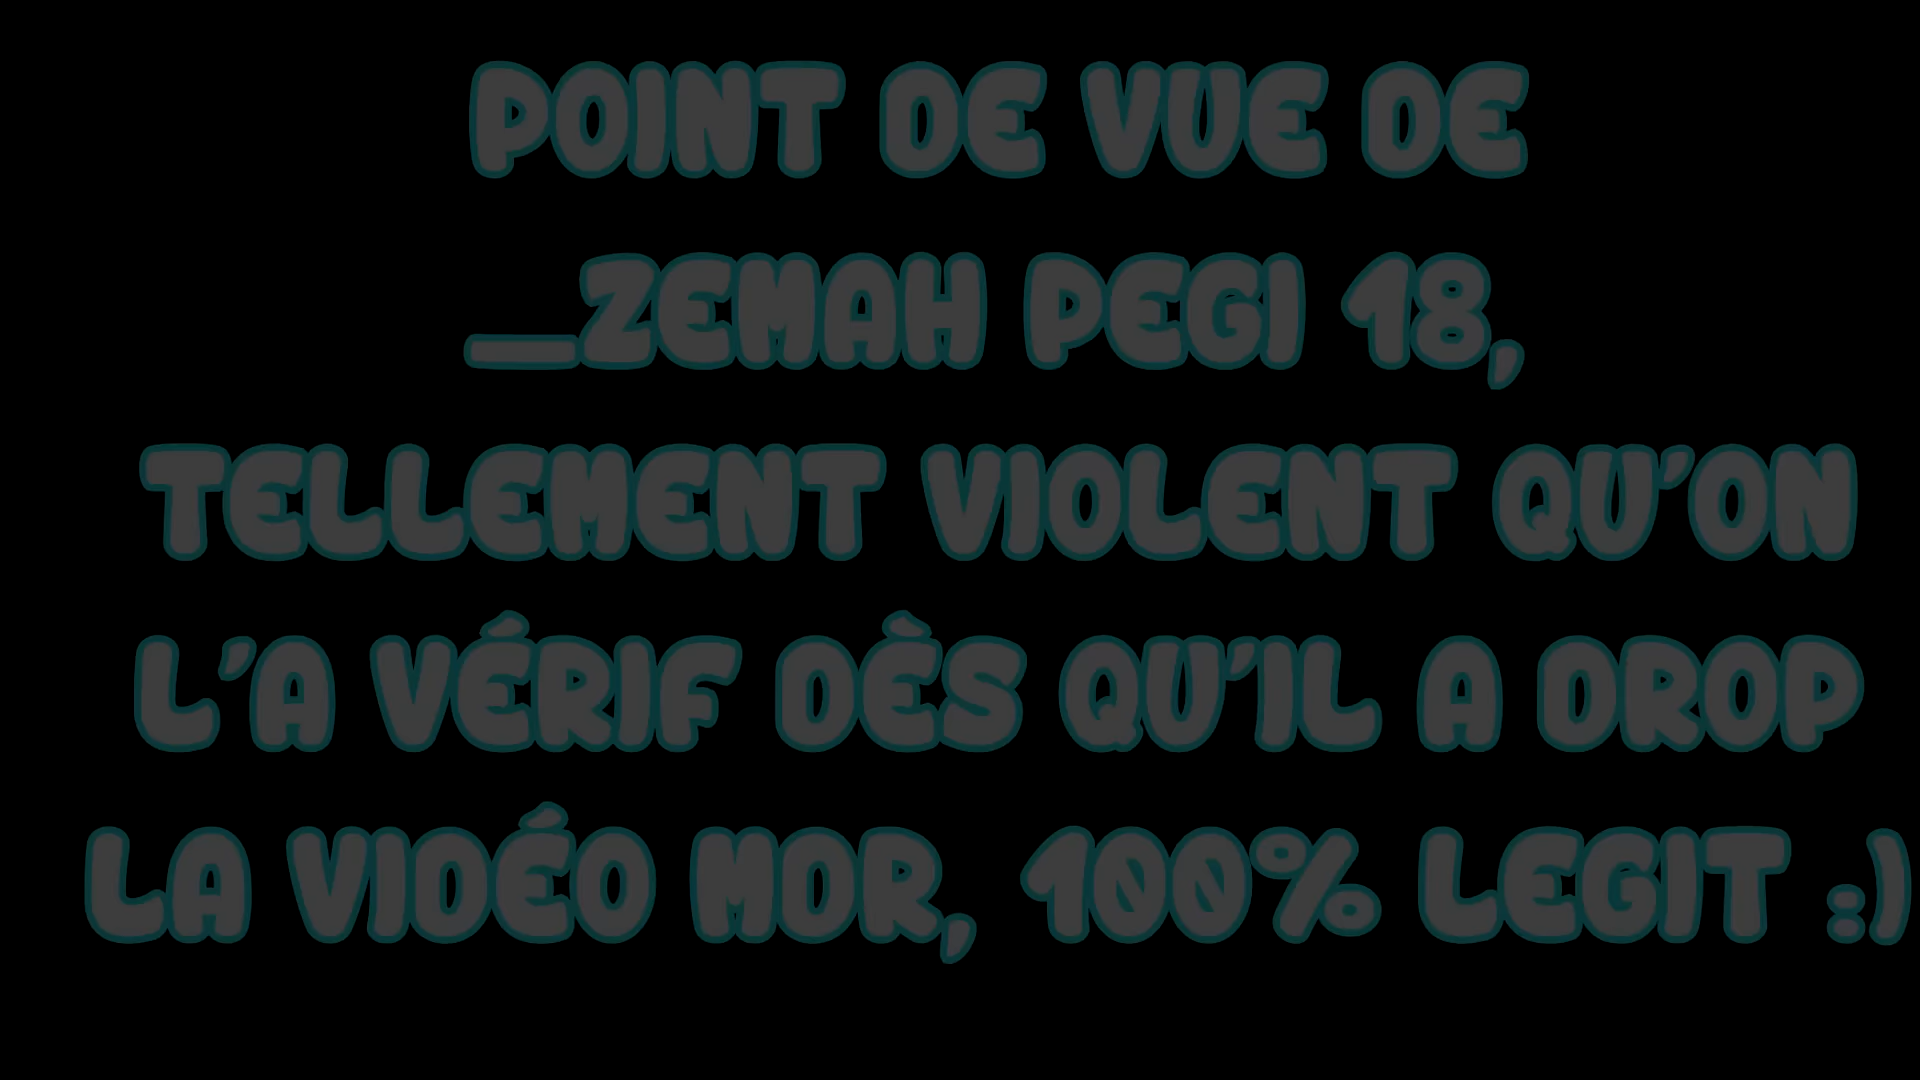 POINT DE VUE DE
_ZEMAH PEGI 18,
TELLEMENT VIOLENT QU'ON
L'A VÉRIF DÈS QU'IL A DROP
LA VIDÉO MDR, 100% LEGIT :)